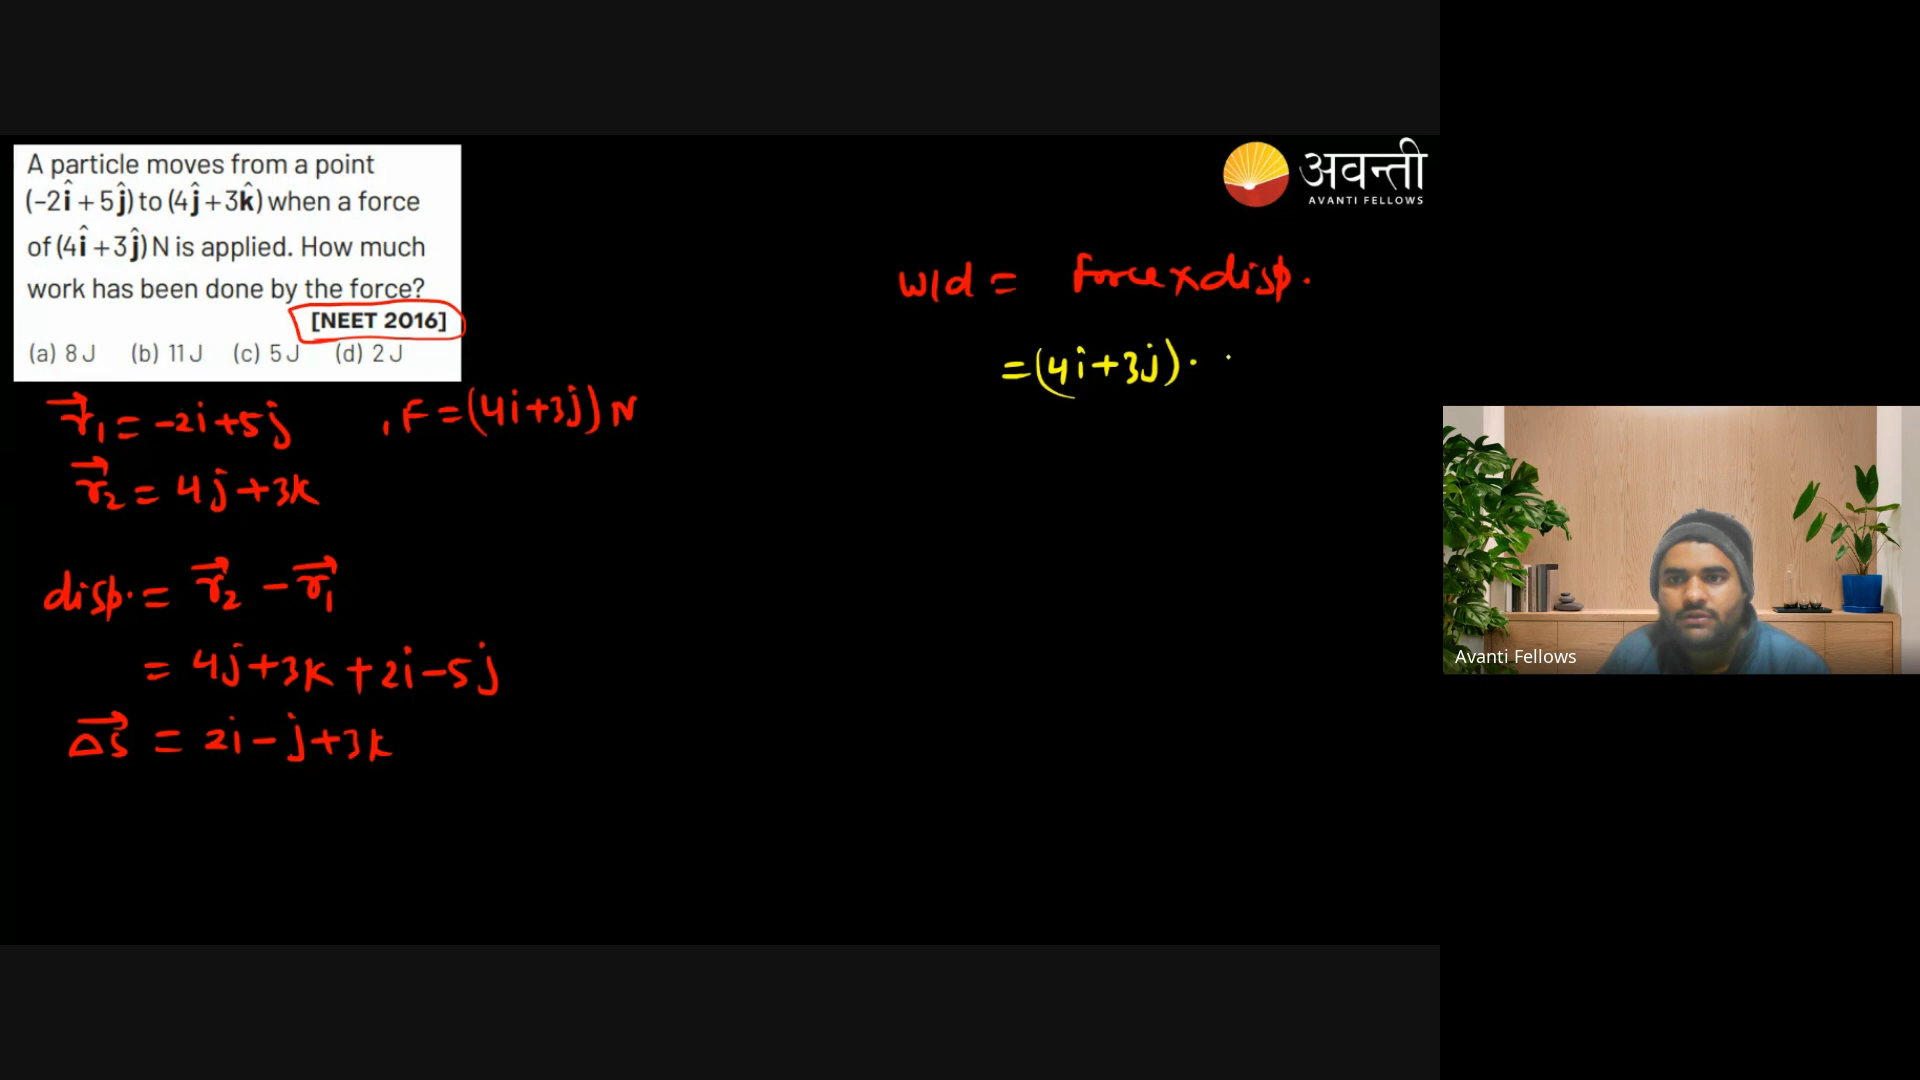 A particle moves from a point
(-2î + 5ĵ) to (4ĵ + 3k̂) when a force
of (4î + 3ĵ) N is applied. How much
work has been done by the force?
[NEET 2016]
(a) 8 J (b) 11 J (c) 5 J (d) 2 J
अवन्ती
AVANTI FELLOWS
r⃗₁ = -2i+5j , F = (4i+3j) N
r⃗₂ = 4j+3k
disp. = r⃗₂ - r⃗₁
= 4j+3k+2i-5j
Δs⃗ = 2i-j+3k
w/d = Force x disp.
= (4i+3j) .
Avanti Fellows